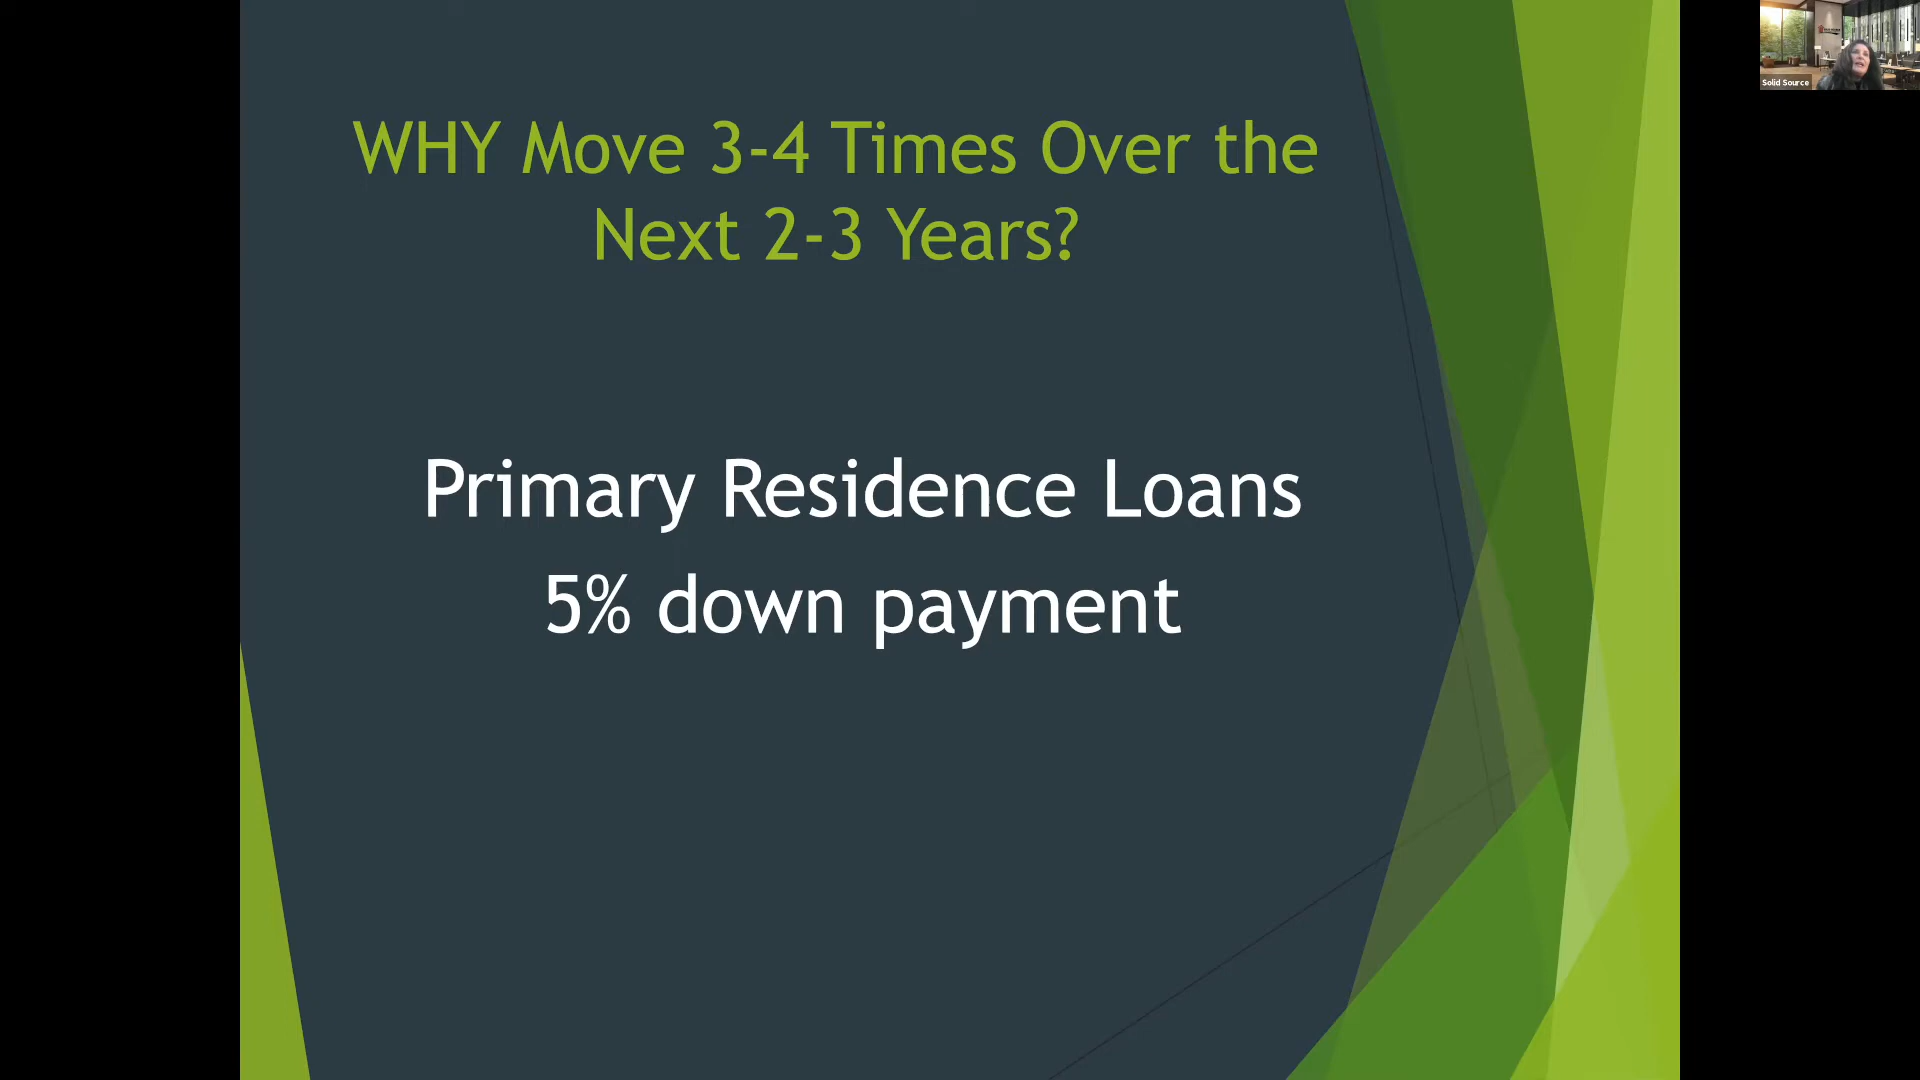 WHY Move 3-4 Times Over the
Next 2-3 Years?
Primary Residence Loans
5% down payment
Solid Source